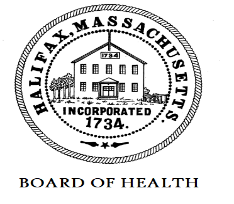 HALIFAX, MASSACHUSETTS.
1734
INCORPORATED
1734.
BOARD OF HEALTH